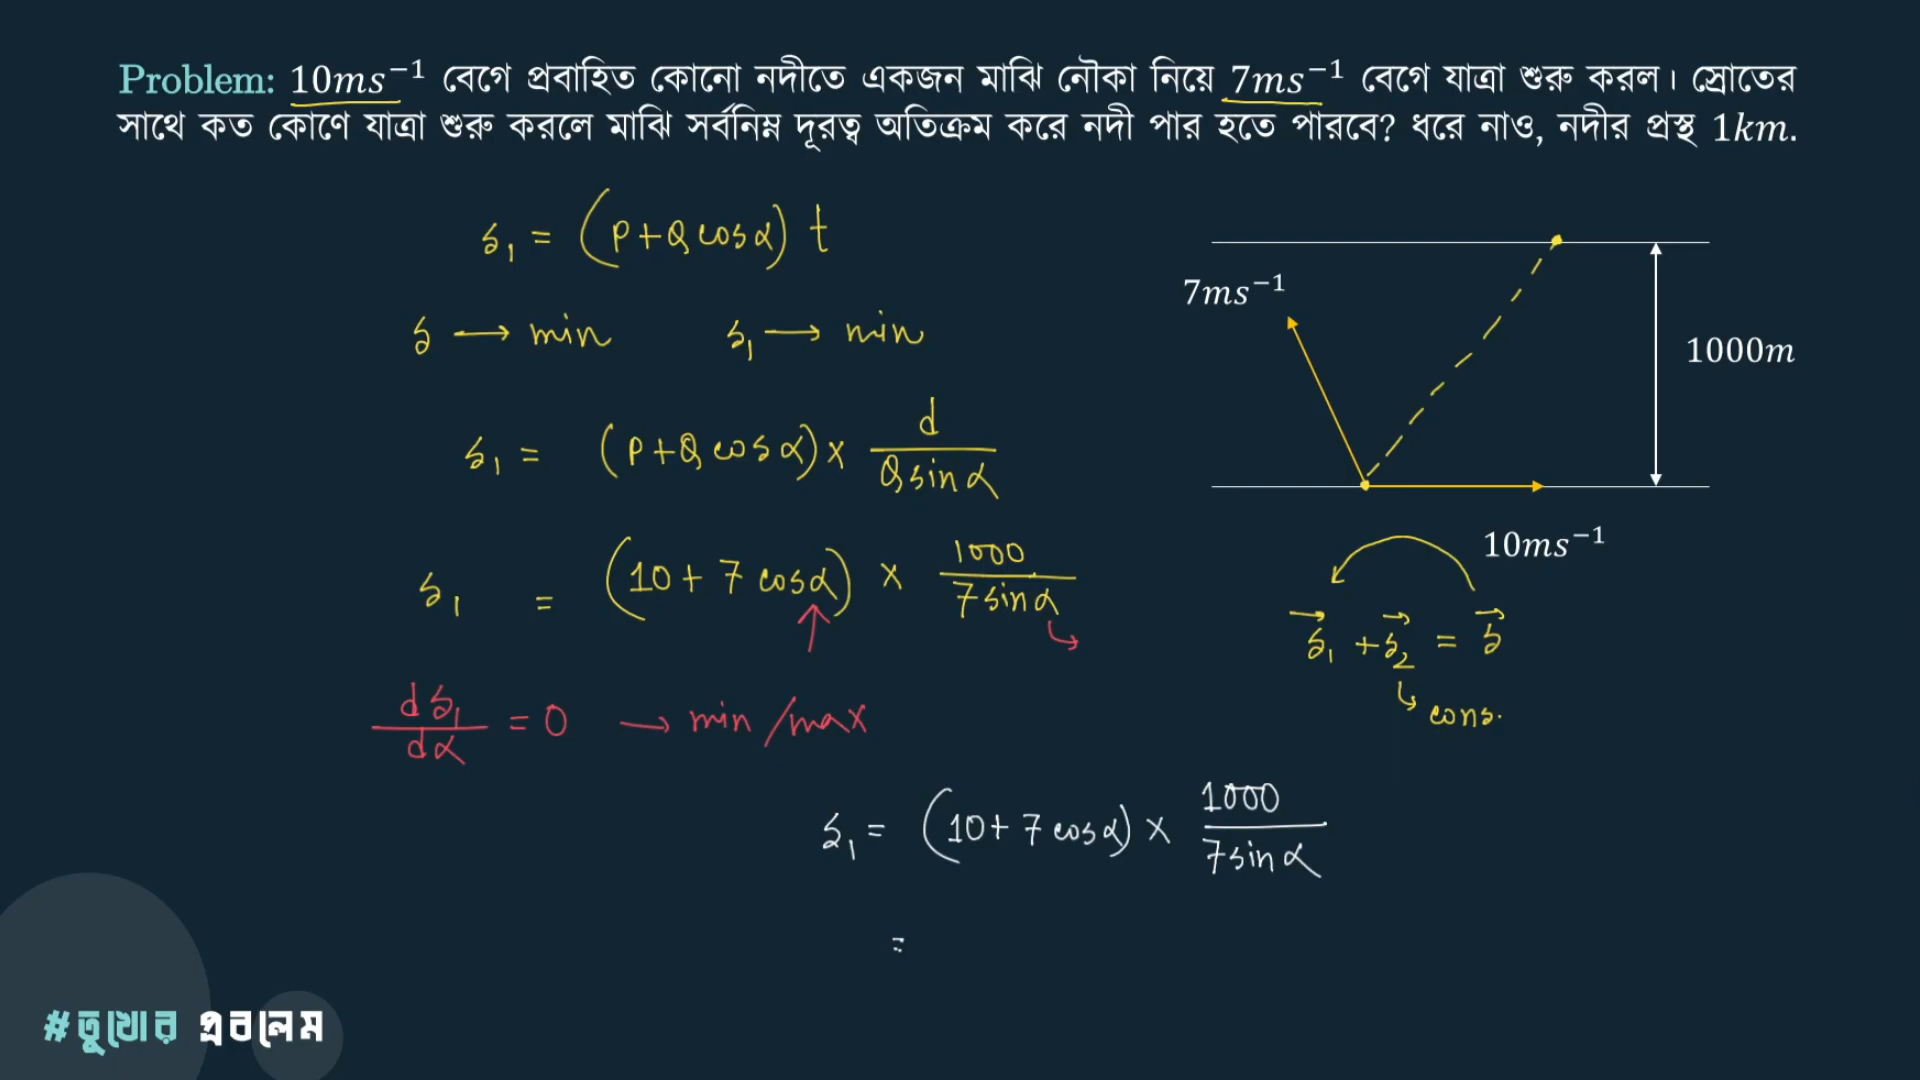 Problem: 10ms⁻¹ বেগে প্রবাহিত কোনো নদীতে একজন মাঝি নৌকা নিয়ে 7ms⁻¹ বেগে যাত্রা শুরু করল। স্রোতের
সাথে কত কোণে যাত্রা শুরু করলে মাঝি সর্বনিম্ন দূরত্ব অতিক্রম করে নদী পার হতে পারবে? ধরে নাও, নদীর প্রস্থ 1km.
s₁ = (P+Q cosα) t
s → min s₁ → min
s₁ = (P+Q cosα) × d/(Q sinα)
s₁ = (10+7 cosα) × 1000/(7 sinα)
ds₁/dα = 0 → min/max
s₁ = (10+7 cosα) × 1000/(7 sinα)
=
7ms⁻¹
1000m
10ms⁻¹
s⃗₁ + s⃗₂ = s⃗
↳ cons.
#তুখোর প্রবলেম